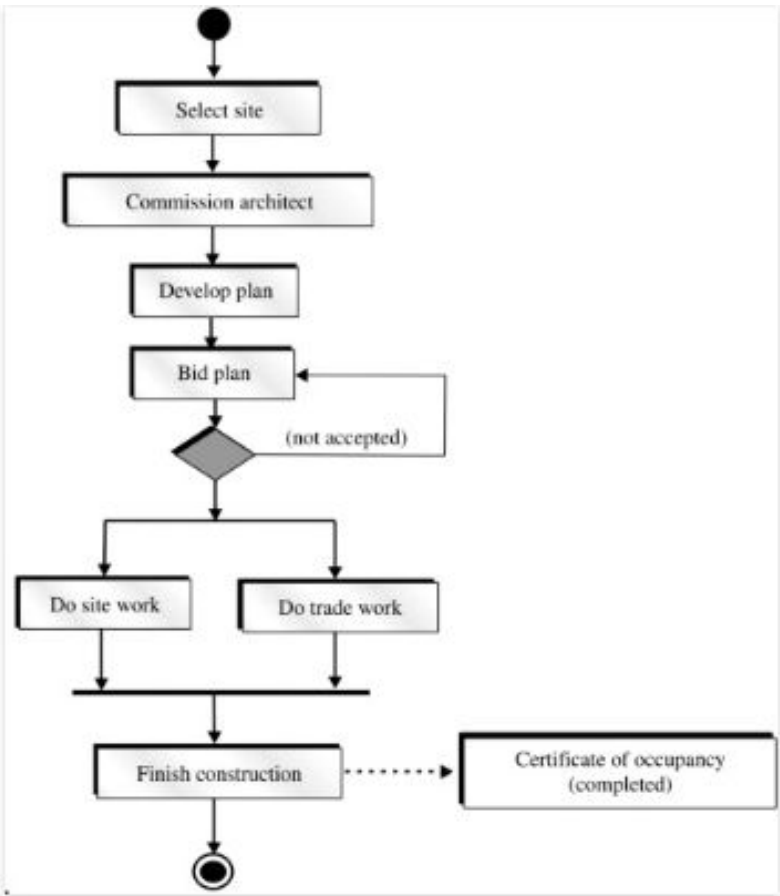 Select site
Commission architect
Develop plan
Bid plan
(not accepted)
Do site work
Do trade work
Finish construction
Certificate of occupancy
(completed)